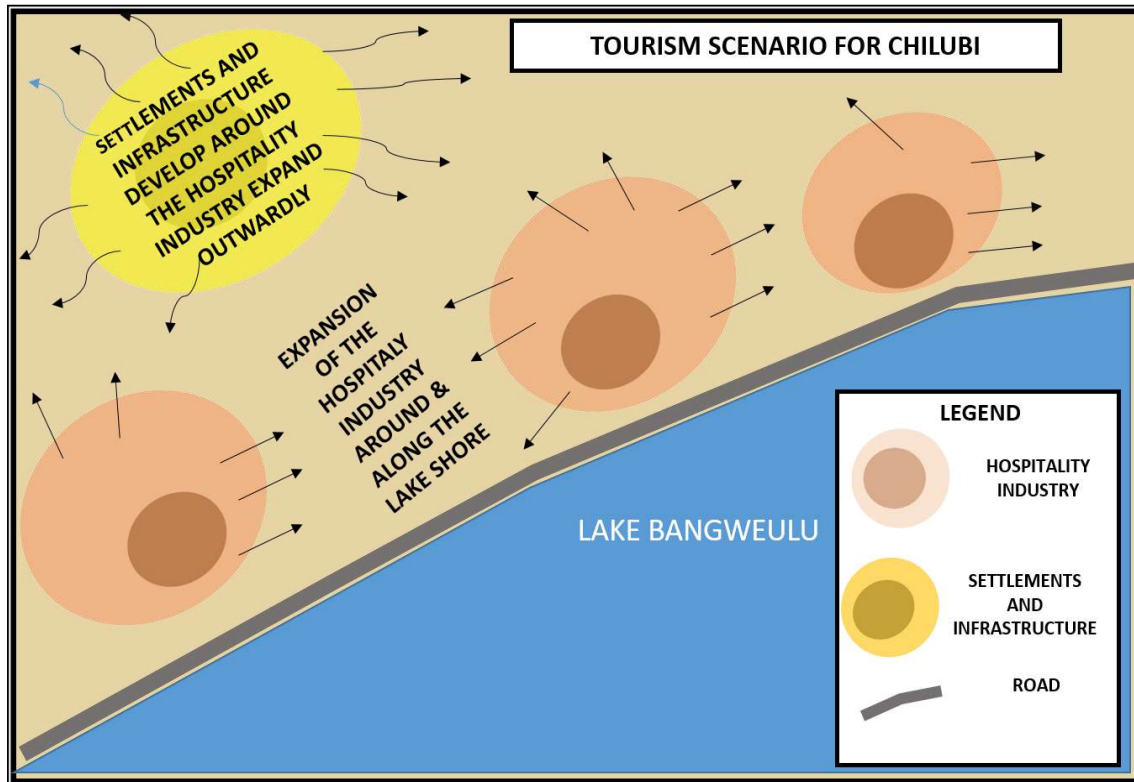 TOURISM SCENARIO FOR CHILUBI
SETTLEMENTS AND
INFRASTRUCTURE
DEVELOP AROUND
THE HOSPITALITY
INDUSTRY EXPAND
OUTWARDLY
EXPANSION
OF THE
HOSPITALY
INDUSTRY
AROUND &
ALONG THE
LAKE SHORE
LAKE BANGWEULU
LEGEND
HOSPITALITY
INDUSTRY
SETTLEMENTS
AND
INFRASTRUCTURE
ROAD